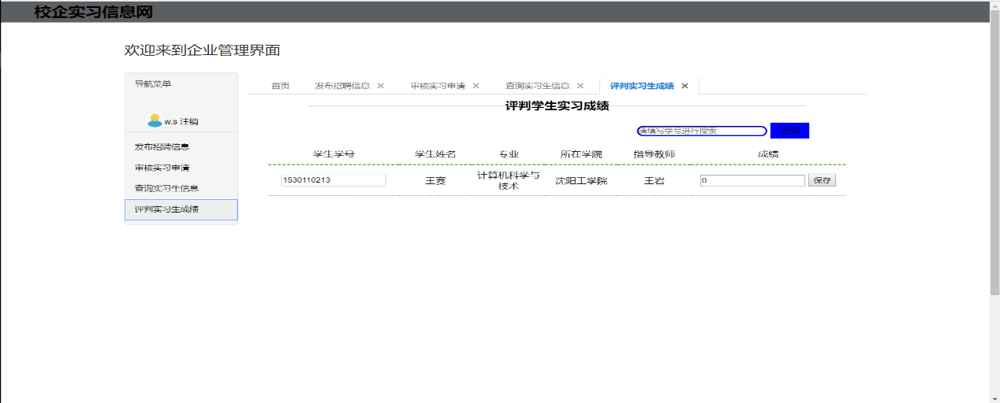 校企实习信息网
欢迎来到企业管理界面
导航菜单
w.s 注销
发布招聘信息
审核实习申请
查询实习生信息
评判实习生成绩
首页 发布招聘信息 ✕ 审核实习申请 ✕ 查询实习生信息 ✕ 评判实习生成绩 ✕
评判学生实习成绩
请填写学号进行搜索
学生学号 学生姓名 专业 所在学院 指导教师 成绩
1530110213 王赛 计算机科学与技术 沈阳工学院 王岩 0 保存